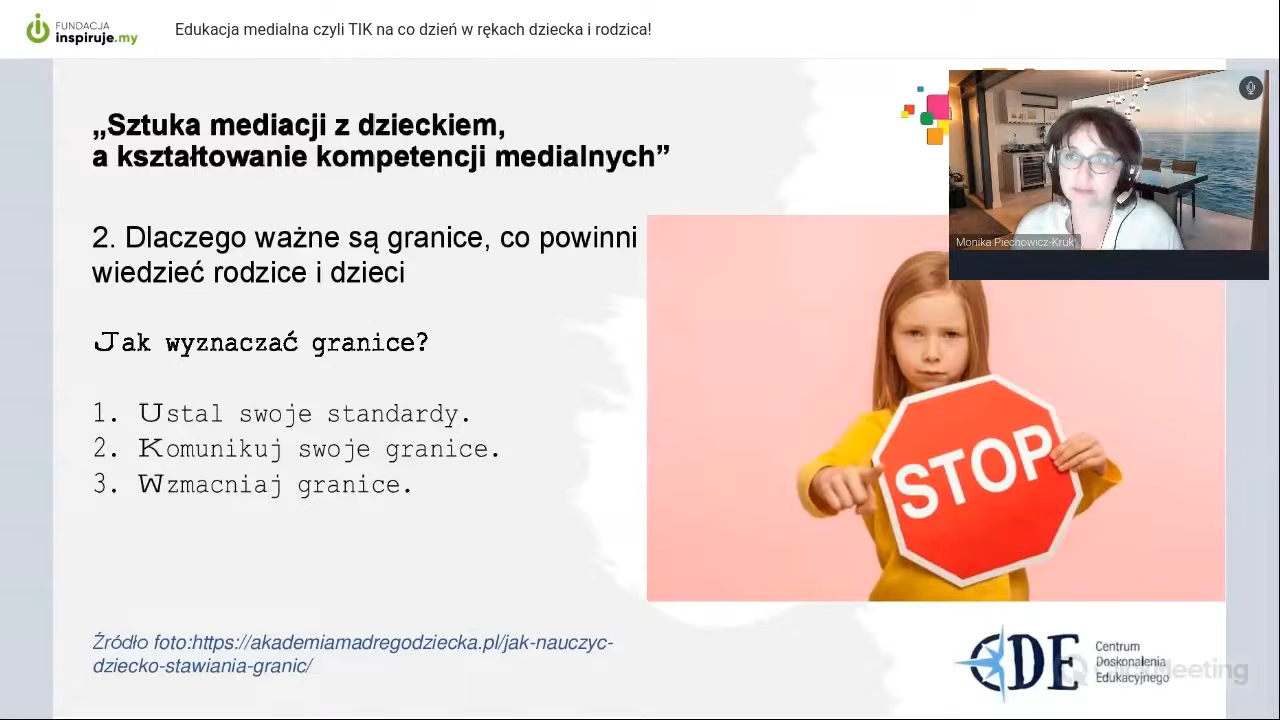 FUNDACJA
inspiruje.my
Edukacja medialna czyli TIK na co dzień w rękach dziecka i rodzica!
„Sztuka mediacji z dzieckiem,
a kształtowanie kompetencji medialnych”
Monika Piechowicz-Kruk
2. Dlaczego ważne są granice, co powinni
wiedzieć rodzice i dzieci
Jak wyznaczać granice?
1. Ustal swoje standardy.
2. Komunikuj swoje granice.
3. Wzmacniaj granice.
STOP
Źródło foto:https://akademiamadregodziecka.pl/jak-nauczyc-
dziecko-stawiania-granic/
CDE
Centrum
Doskonalenia
Edukacyjnego
ClickMeeting